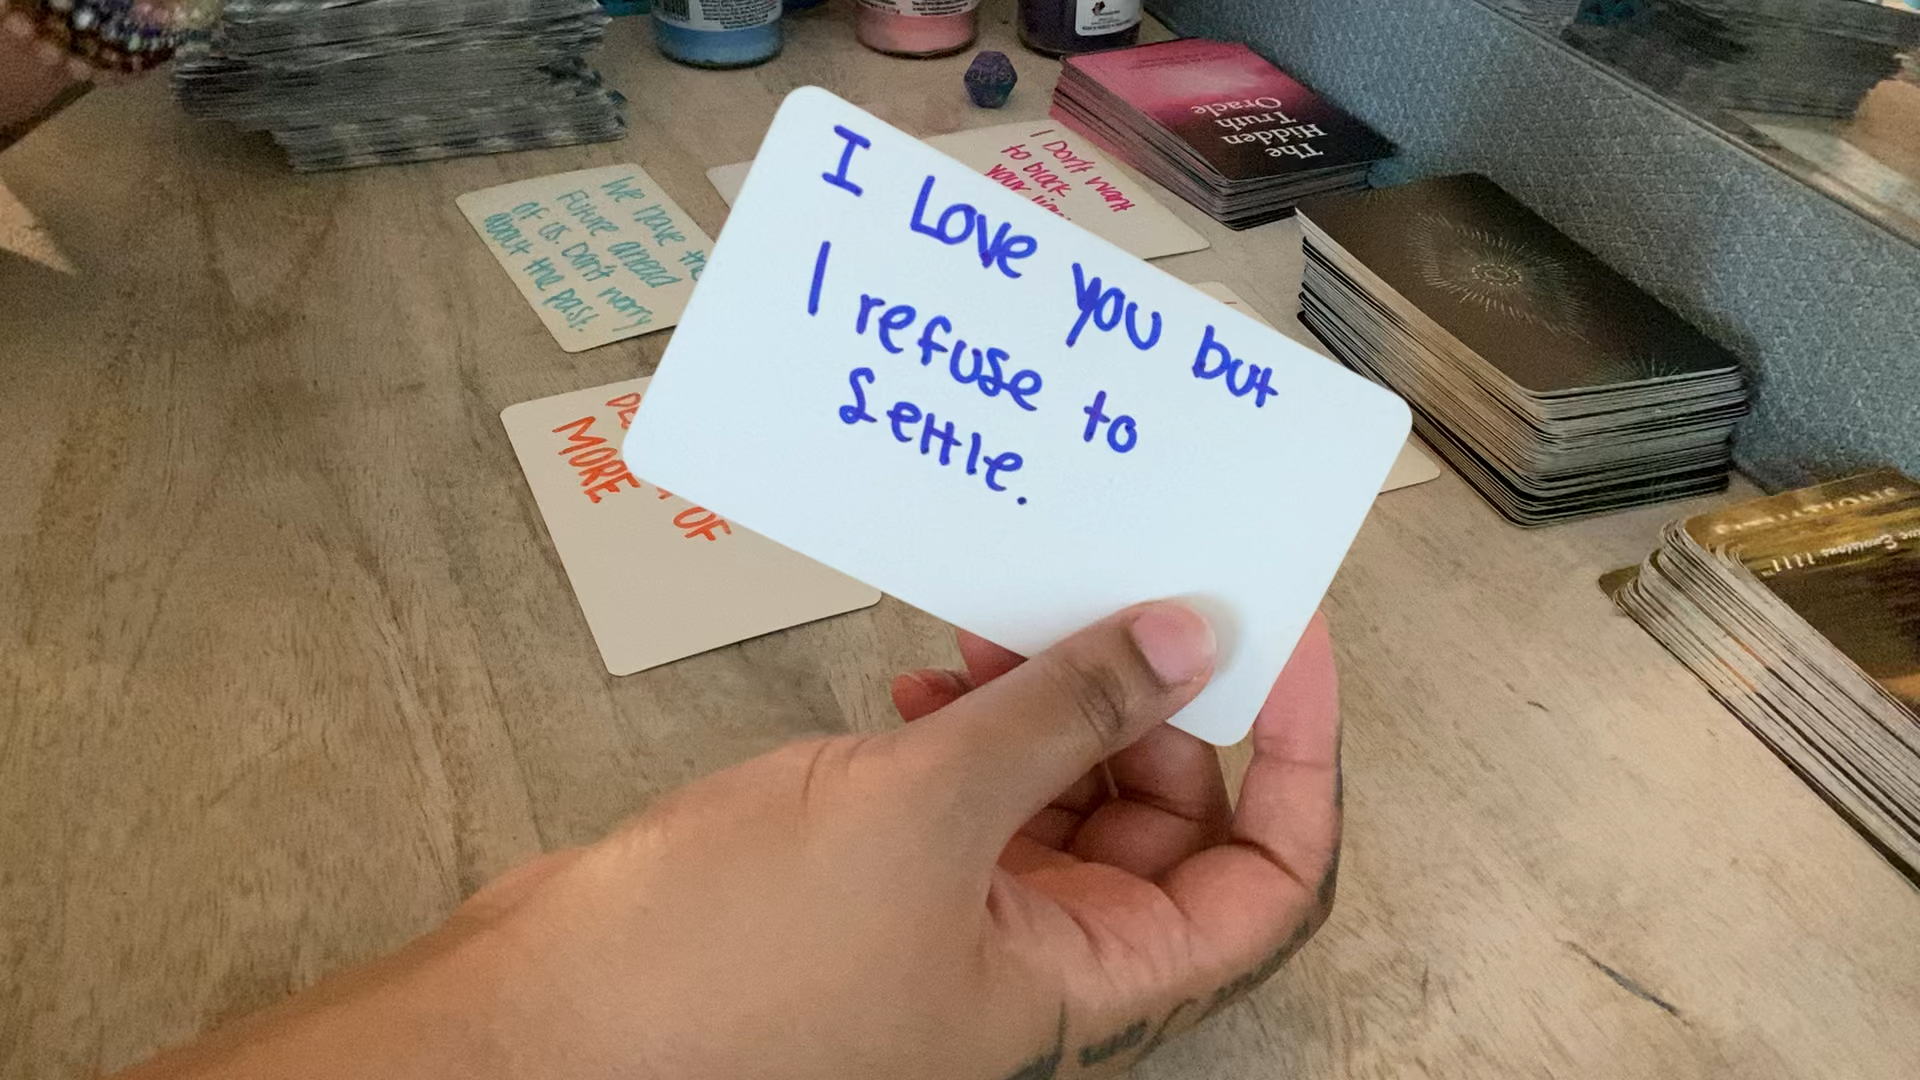 I Love you but
I refuse to
Settle.
We have the
Future ahead
of us. Don't worry
about the past.
I Don't want
to block
your
MORE
OF
The
Hidden
Truth
Oracle